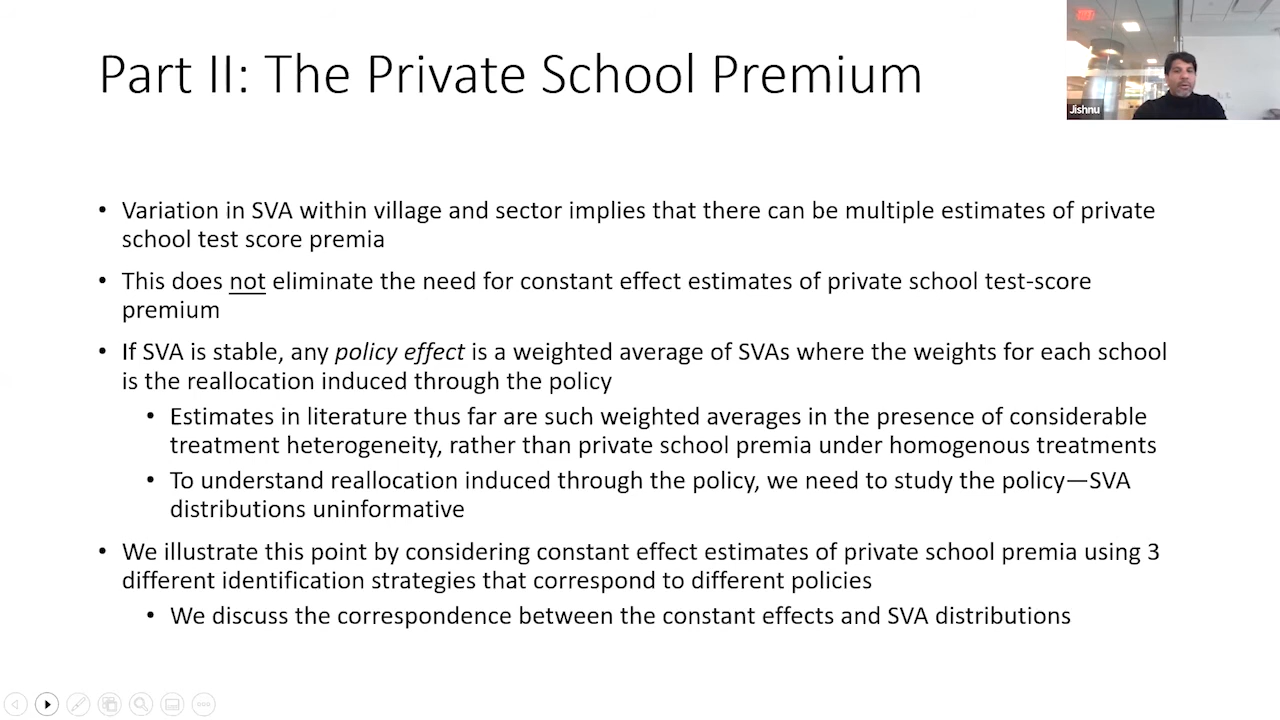 Part II: The Private School Premium
Jishnu
• Variation in SVA within village and sector implies that there can be multiple estimates of private
school test score premia
• This does not eliminate the need for constant effect estimates of private school test-score
premium
• If SVA is stable, any policy effect is a weighted average of SVAs where the weights for each school
is the reallocation induced through the policy
• Estimates in literature thus far are such weighted averages in the presence of considerable
treatment heterogeneity, rather than private school premia under homogenous treatments
• To understand reallocation induced through the policy, we need to study the policy—SVA
distributions uninformative
• We illustrate this point by considering constant effect estimates of private school premia using 3
different identification strategies that correspond to different policies
• We discuss the correspondence between the constant effects and SVA distributions